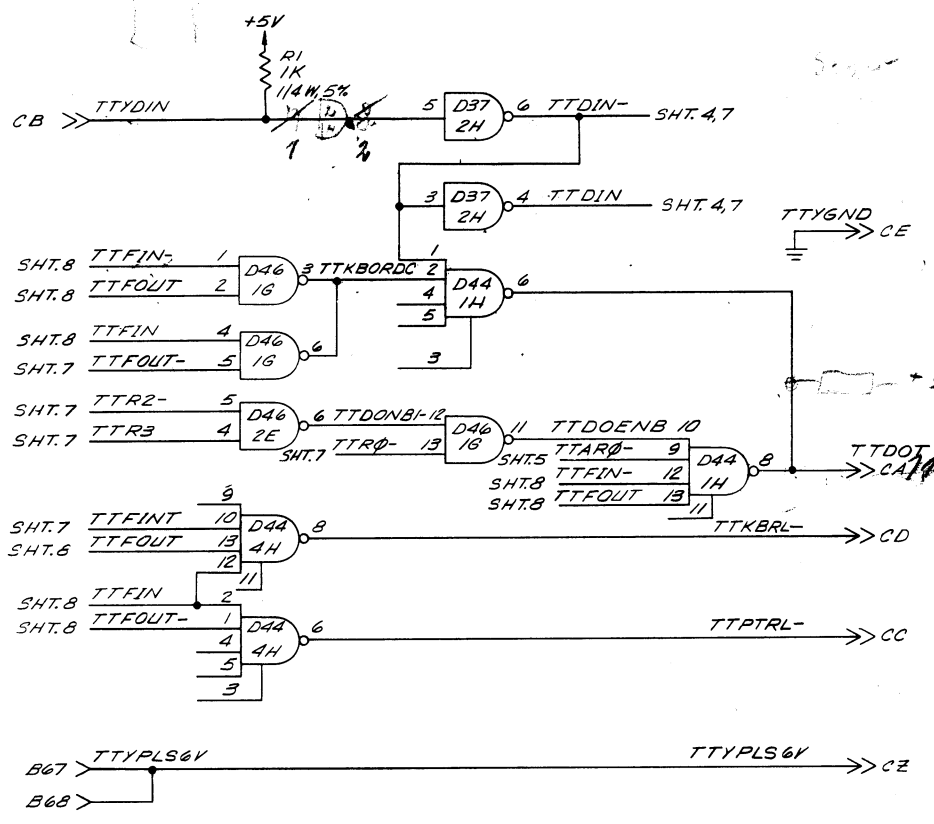 +5V
R1
1K
1/4 W, 5%
CB TTYDIN 1 2 5 D37 2H 6 TTDIN- SHT. 4,7
3 D37 2H 4 TTDIN SHT. 4,7
TTYGND CE
SHT. 8 TTFIN- 1 D46 1G 3 TTKBORDC
SHT. 8 TTFOUT 2
1 2 4 5 3 D44 1H 6
SHT. 8 TTFIN 4 D46 1G 6
SHT. 7 TTFOUT- 5
SHT. 7 TTR2- 5 D46 2E 6 TTDONB1-12
SHT. 7 TTR3 4
SHT. 7 TTRØ- 13 D46 1G 11 TTDOENB 10
SHT. 5 TTARØ- 9 D44 1H 8 TTDOT CA
SHT. 8 TTFIN- 12
SHT. 8 TTFOUT 13
11
9
SHT. 7 TTFINT 10 D44 4H 8 TTKBRL- CD
SHT. 8 TTFOUT 13
12
11
SHT. 8 TTFIN 2
SHT. 8 TTFOUT- 1 D44 4H 6 TTPTRL- CC
4
5
3
B67 TTYPLS6V TTYPLS6V CZ
B68